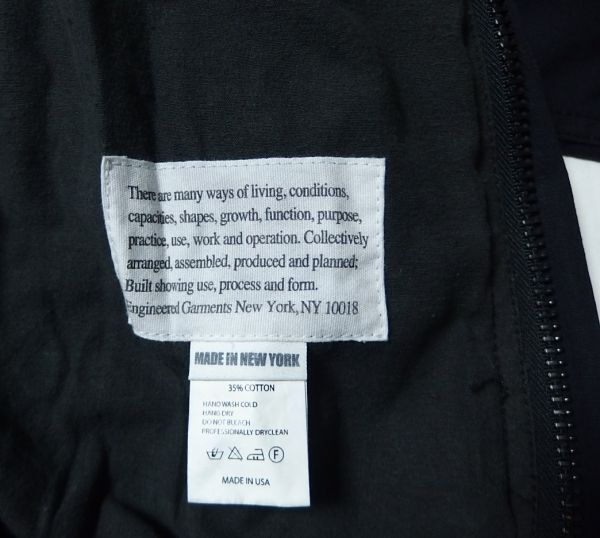 There are many ways of living, conditions,
capacities, shapes, growth, function, purpose,
practice, use, work and operation. Collectively
arranged, assembled, produced and planned;
Built showing use, process and form.
Engineered Garments New York, NY 10018
MADE IN NEW YORK
35% COTTON
HAND WASH COLD
HANG DRY
DO NOT BLEACH
PROFESSIONALLY DRYCLEAN
F
MADE IN USA